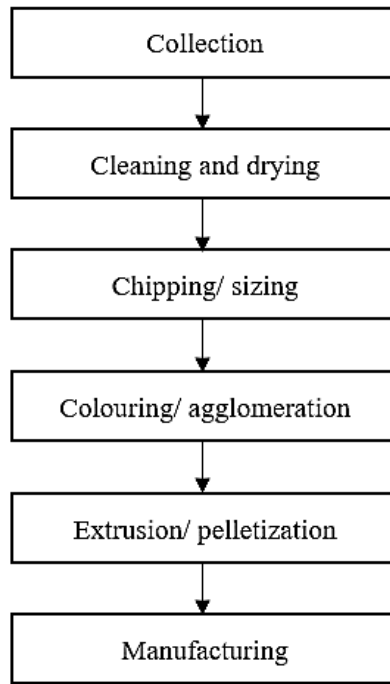 Collection
Cleaning and drying
Chipping/ sizing
Colouring/ agglomeration
Extrusion/ pelletization
Manufacturing